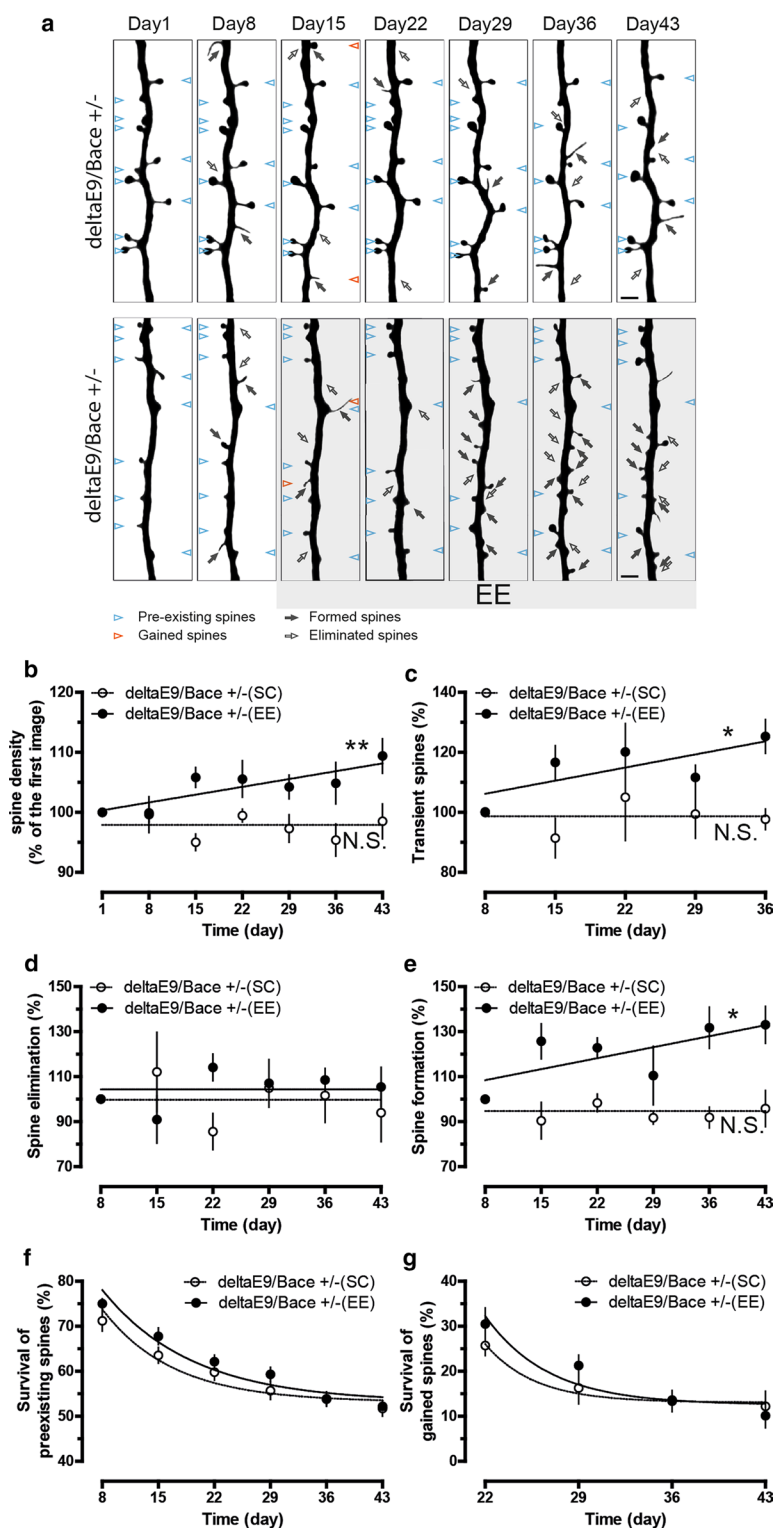 a
Day1 Day8 Day15 Day22 Day29 Day36 Day43
deltaE9/Bace +/-
deltaE9/Bace +/-
EE
Pre-existing spines
Formed spines
Gained spines
Eliminated spines
b
deltaE9/Bace +/-(SC)
deltaE9/Bace +/-(EE)
spine density
(% of the first image)
120
110
100
95
90
**
N.S.
1 8 15 22 29 36 43
Time (day)
c
deltaE9/Bace +/-(SC)
deltaE9/Bace +/-(EE)
Transient spines (%)
140
120
100
80
*
N.S.
8 15 22 29 36
Time (day)
d
deltaE9/Bace +/-(SC)
deltaE9/Bace +/-(EE)
Spine elimination (%)
150
130
110
90
70
8 15 22 29 36 43
Time (day)
e
deltaE9/Bace +/-(SC)
deltaE9/Bace +/-(EE)
Spine formation (%)
150
130
110
90
70
*
N.S.
8 15 22 29 36 43
Time (day)
f
deltaE9/Bace +/-(SC)
deltaE9/Bace +/-(EE)
Survival of
preexisting spines (%)
80
70
60
50
40
8 15 22 29 36 43
Time (day)
g
deltaE9/Bace +/-(SC)
deltaE9/Bace +/-(EE)
Survival of
gained spines (%)
40
30
20
10
0
22 29 36 43
Time (day)